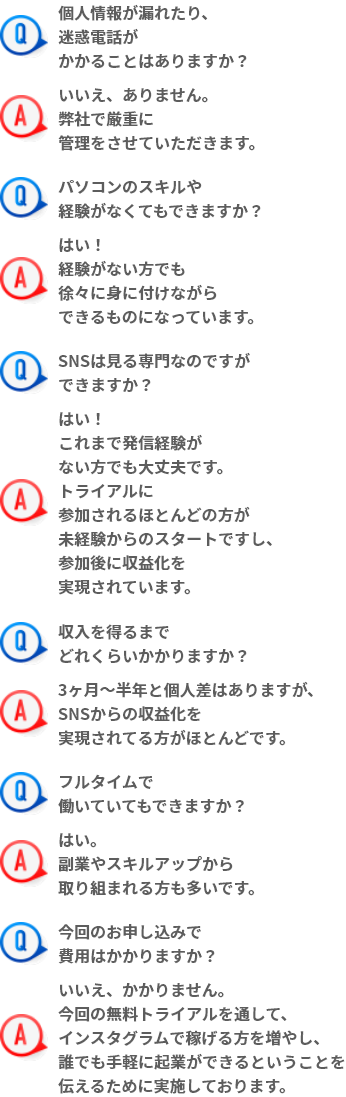 Q
個人情報が漏れたり、
迷惑電話が
かかることはありますか？
A
いいえ、ありません。
弊社で厳重に
管理をさせていただきます。
Q
パソコンのスキルや
経験がなくてもできますか？
A
はい！
経験がない方でも
徐々に身に付けながら
できるものになっています。
Q
SNSは見る専門なのですが
できますか？
A
はい！
これまで発信経験が
ない方でも大丈夫です。
トライアルに
参加されるほとんどの方が
未経験からのスタートですし、
参加後に収益化を
実現されています。
Q
収入を得るまで
どれくらいかかりますか？
A
3ヶ月～半年と個人差はありますが、
SNSからの収益化を
実現されてる方がほとんどです。
Q
フルタイムで
働いていてもできますか？
A
はい。
副業やスキルアップから
取り組まれる方も多いです。
Q
今回のお申し込みで
費用はかかりますか？
A
いいえ、かかりません。
今回の無料トライアルを通して、
インスタグラムで稼げる方を増やし、
誰でも手軽に起業ができるということを
伝えるために実施しております。